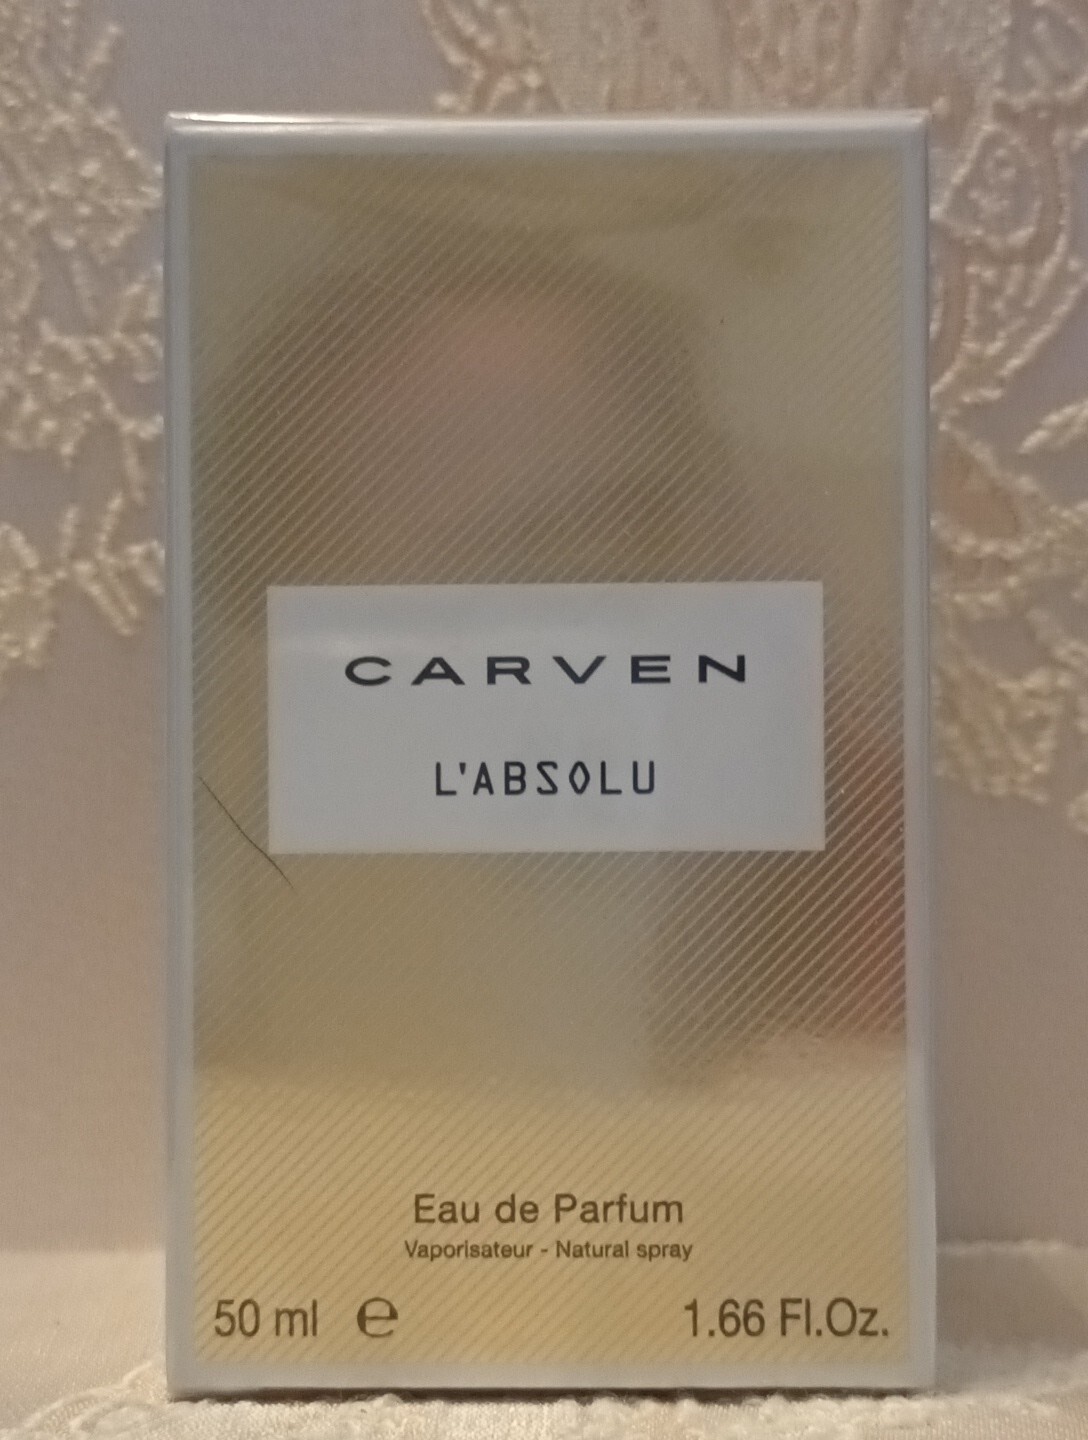 CARVEN
L'ABSOLU
Eau de Parfum
Vaporisateur - Natural spray
50 ml ℮ 1.66 Fl.Oz.